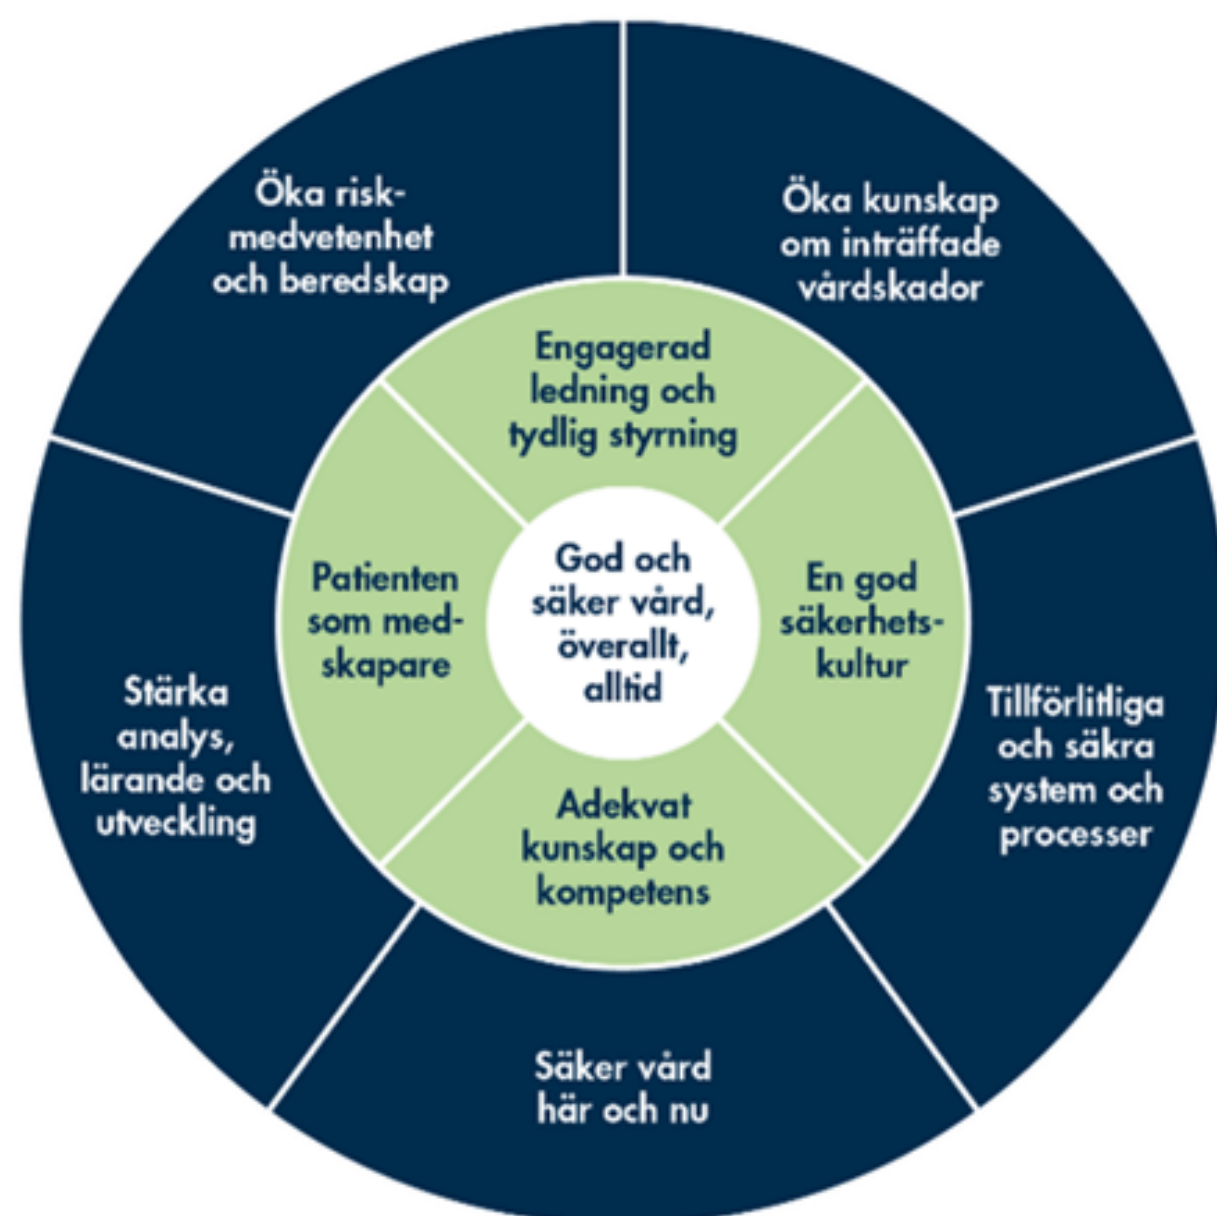 Öka risk-
medvetenhet
och beredskap
Öka kunskap
om inträffade
vårdskador
Engagerad
ledning och
tydlig styrning
Patienten
som med-
skapare
God och
säker vård,
överallt,
alltid
En god
säkerhets-
kultur
Stärka
analys,
lärande och
utveckling
Tillförlitliga
och säkra
system och
processer
Adekvat
kunskap och
kompetens
Säker vård
här och nu